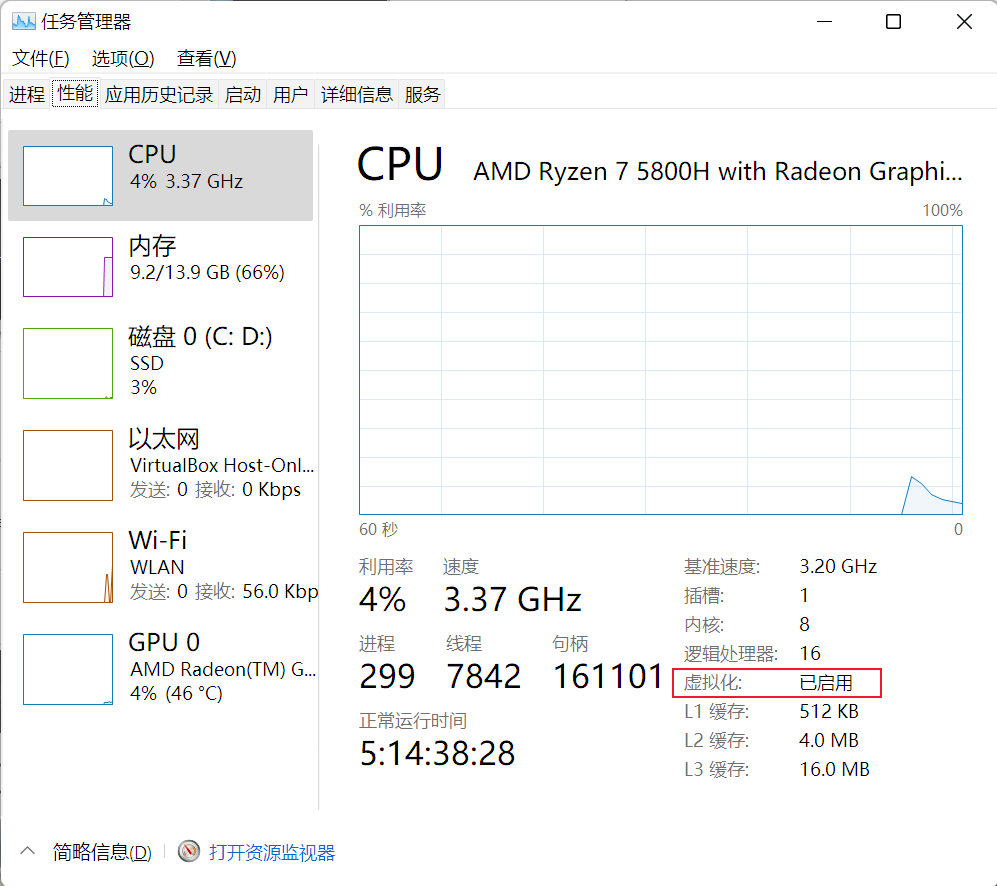 任务管理器
文件(F) 选项(O) 查看(V)
进程 性能 应用历史记录 启动 用户 详细信息 服务
CPU
4% 3.37 GHz
内存
9.2/13.9 GB (66%)
磁盘 0 (C: D:)
SSD
3%
以太网
VirtualBox Host-Onl...
发送: 0 接收: 0 Kbps
Wi-Fi
WLAN
发送: 0 接收: 56.0 Kbp
GPU 0
AMD Radeon(TM) G...
4% (46 °C)
CPU AMD Ryzen 7 5800H with Radeon Graphi...
% 利用率 100%
60 秒 0
利用率 速度
4% 3.37 GHz
进程 线程 句柄
299 7842 161101
正常运行时间
5:14:38:28
基准速度: 3.20 GHz
插槽: 1
内核: 8
逻辑处理器: 16
虚拟化: 已启用
L1 缓存: 512 KB
L2 缓存: 4.0 MB
L3 缓存: 16.0 MB
简略信息(D) 打开资源监视器